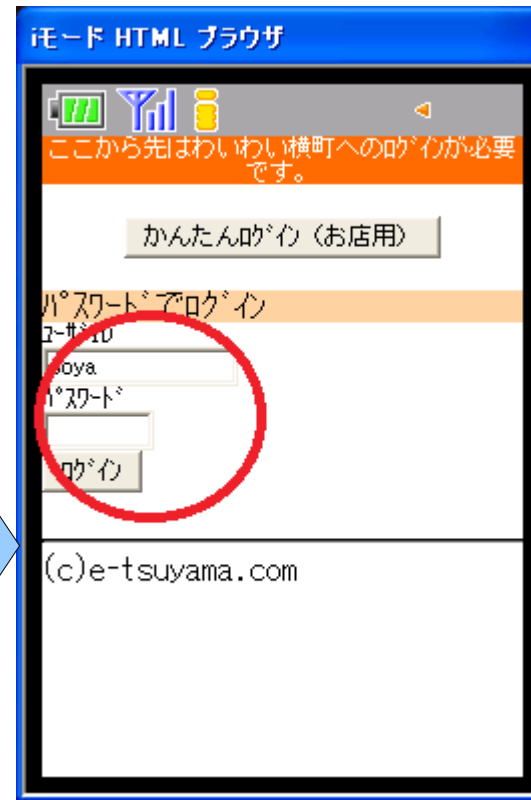 iモード HTML ブラウザ
ここから先はわいわい横町へのﾛｸﾞｲﾝが必要
です。
かんたんﾛｸﾞｲﾝ（お店用）
ﾊﾟｽﾜｰﾄﾞでﾛｸﾞｲﾝ
ﾕｰｻﾞID
ﾊﾟｽﾜｰﾄﾞ
ﾛｸﾞｲﾝ
(c)e-tsuyama.com